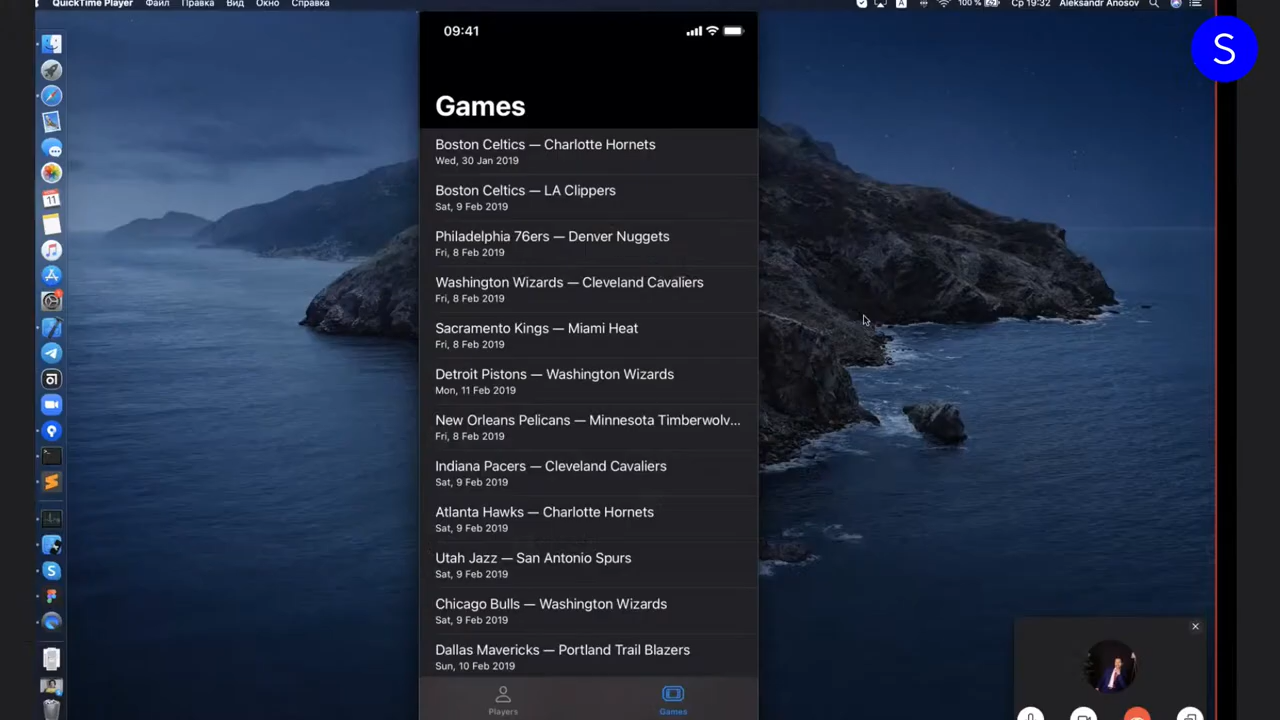 QuickTime Player Файл Правка Вид Окно Справка
A 100 % Ср 19:32 Aleksandr Anosov
S
09:41
Games
Boston Celtics — Charlotte Hornets
Wed, 30 Jan 2019
Boston Celtics — LA Clippers
Sat, 9 Feb 2019
Philadelphia 76ers — Denver Nuggets
Fri, 8 Feb 2019
Washington Wizards — Cleveland Cavaliers
Fri, 8 Feb 2019
Sacramento Kings — Miami Heat
Fri, 8 Feb 2019
Detroit Pistons — Washington Wizards
Mon, 11 Feb 2019
New Orleans Pelicans — Minnesota Timberwolv...
Fri, 8 Feb 2019
Indiana Pacers — Cleveland Cavaliers
Sat, 9 Feb 2019
Atlanta Hawks — Charlotte Hornets
Sat, 9 Feb 2019
Utah Jazz — San Antonio Spurs
Sat, 9 Feb 2019
Chicago Bulls — Washington Wizards
Sat, 9 Feb 2019
Dallas Mavericks — Portland Trail Blazers
Sun, 10 Feb 2019
Players Games
11